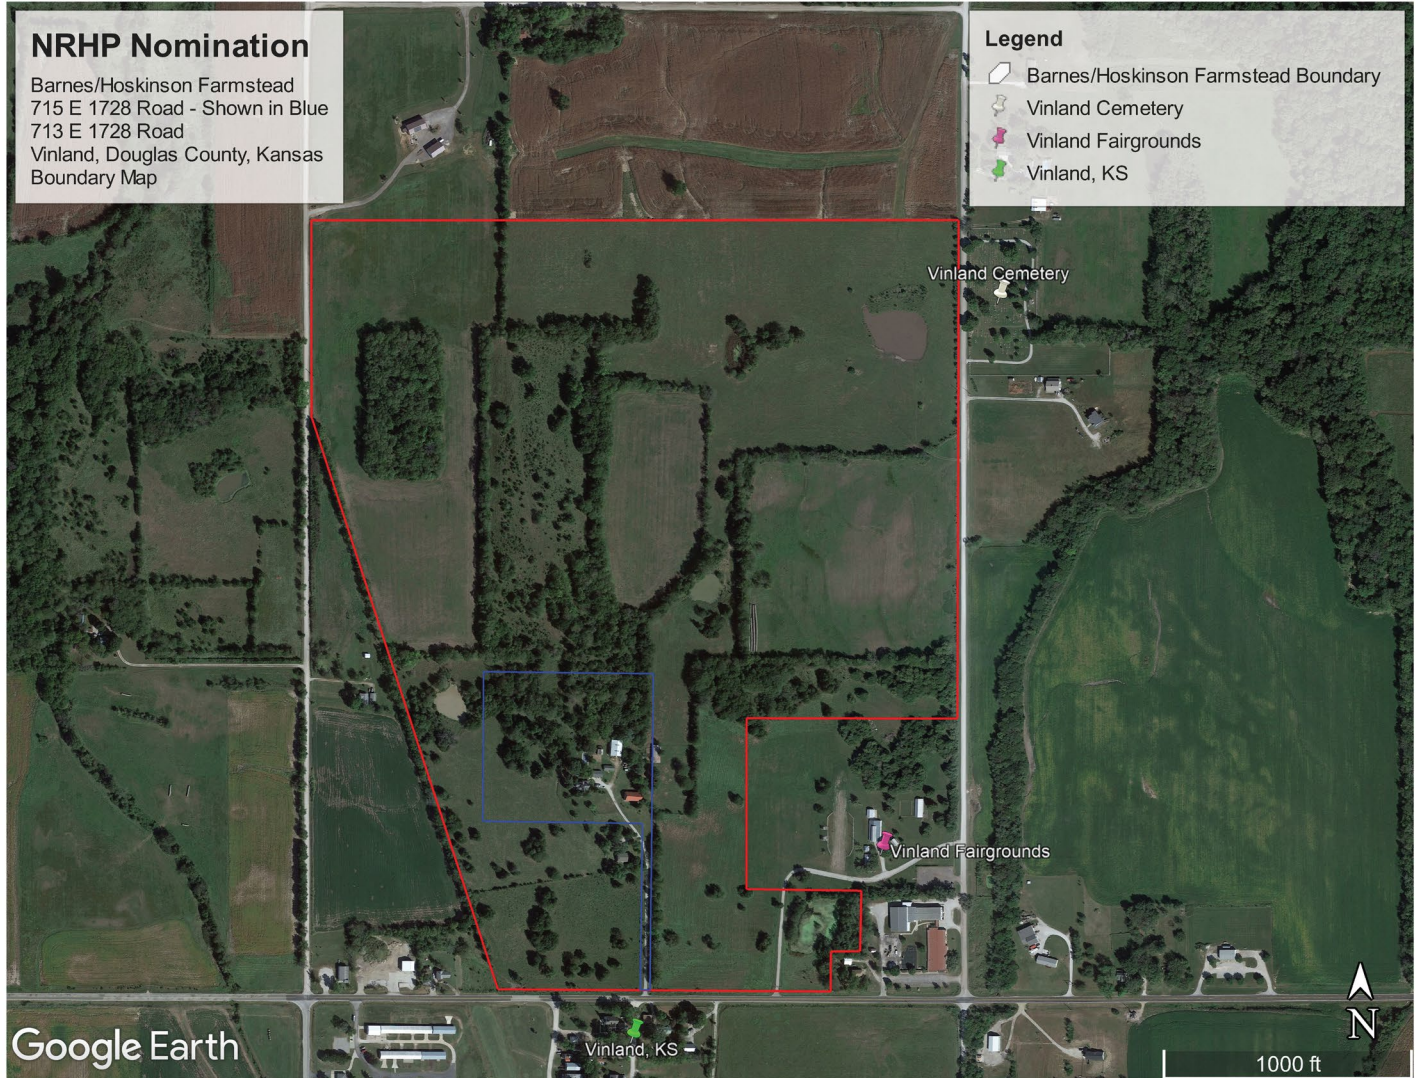 NRHP Nomination
Barnes/Hoskinson Farmstead
715 E 1728 Road - Shown in Blue
713 E 1728 Road
Vinland, Douglas County, Kansas
Boundary Map
Legend
Barnes/Hoskinson Farmstead Boundary
Vinland Cemetery
Vinland Fairgrounds
Vinland, KS
Vinland Cemetery
Vinland Fairgrounds
Vinland, KS
N
Google Earth
1000 ft